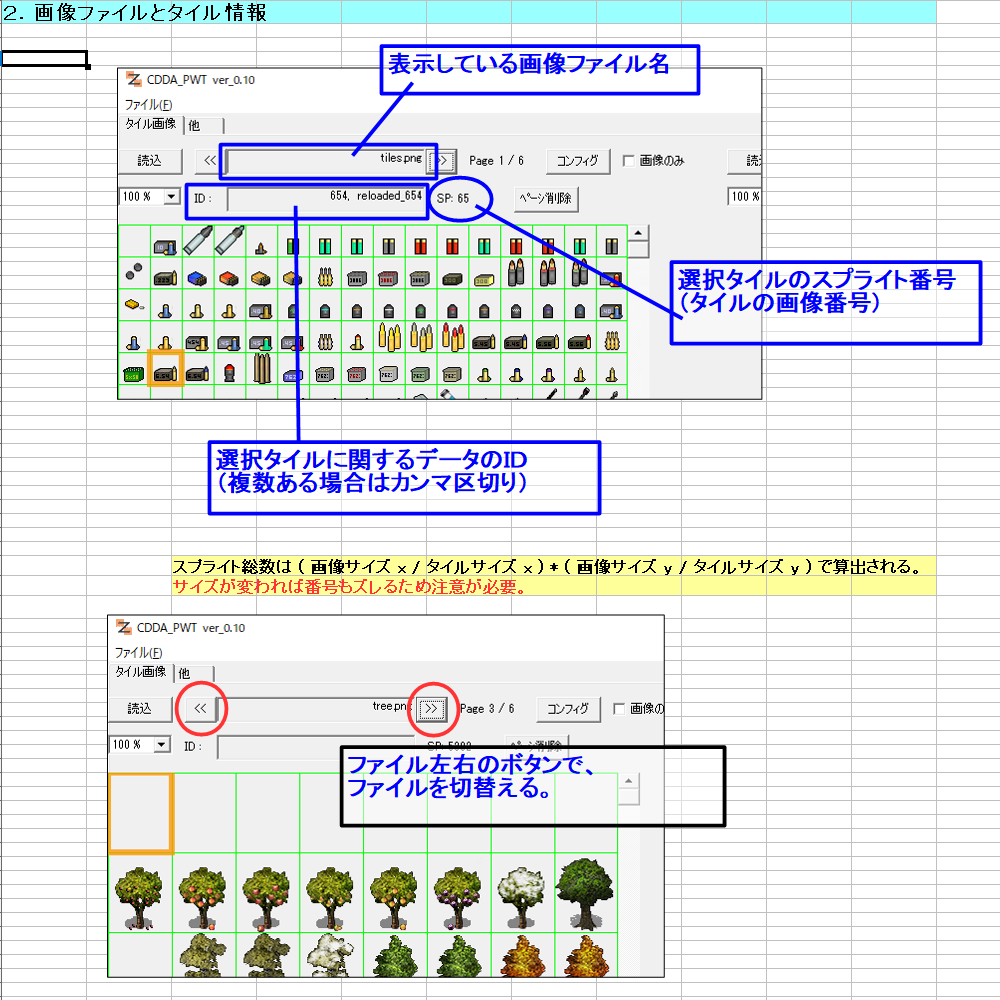 2. 画像ファイルとタイル情報
表示している画像ファイル名
CDDA_PWT ver_0.10
ファイル(F)
タイル画像 他
読込 << tiles.png >> Page 1 / 6 コンフィグ 画像のみ
100 % ID : 654, reloaded_654 SP: 65 ページ削除 100 %
選択タイルのスプライト番号
(タイルの画像番号)
選択タイルに関するデータのID
(複数ある場合はカンマ区切り)
スプライト総数は ( 画像サイズ x / タイルサイズ x ) * ( 画像サイズ y / タイルサイズ y ) で算出される。
サイズが変われば番号もズレるため注意が必要。
CDDA_PWT ver_0.10
ファイル(F)
タイル画像 他
読込 << tree.png >> Page 3 / 6 コンフィグ 画像の
100 % ID :
ファイル左右のボタンで、
ファイルを切替える。